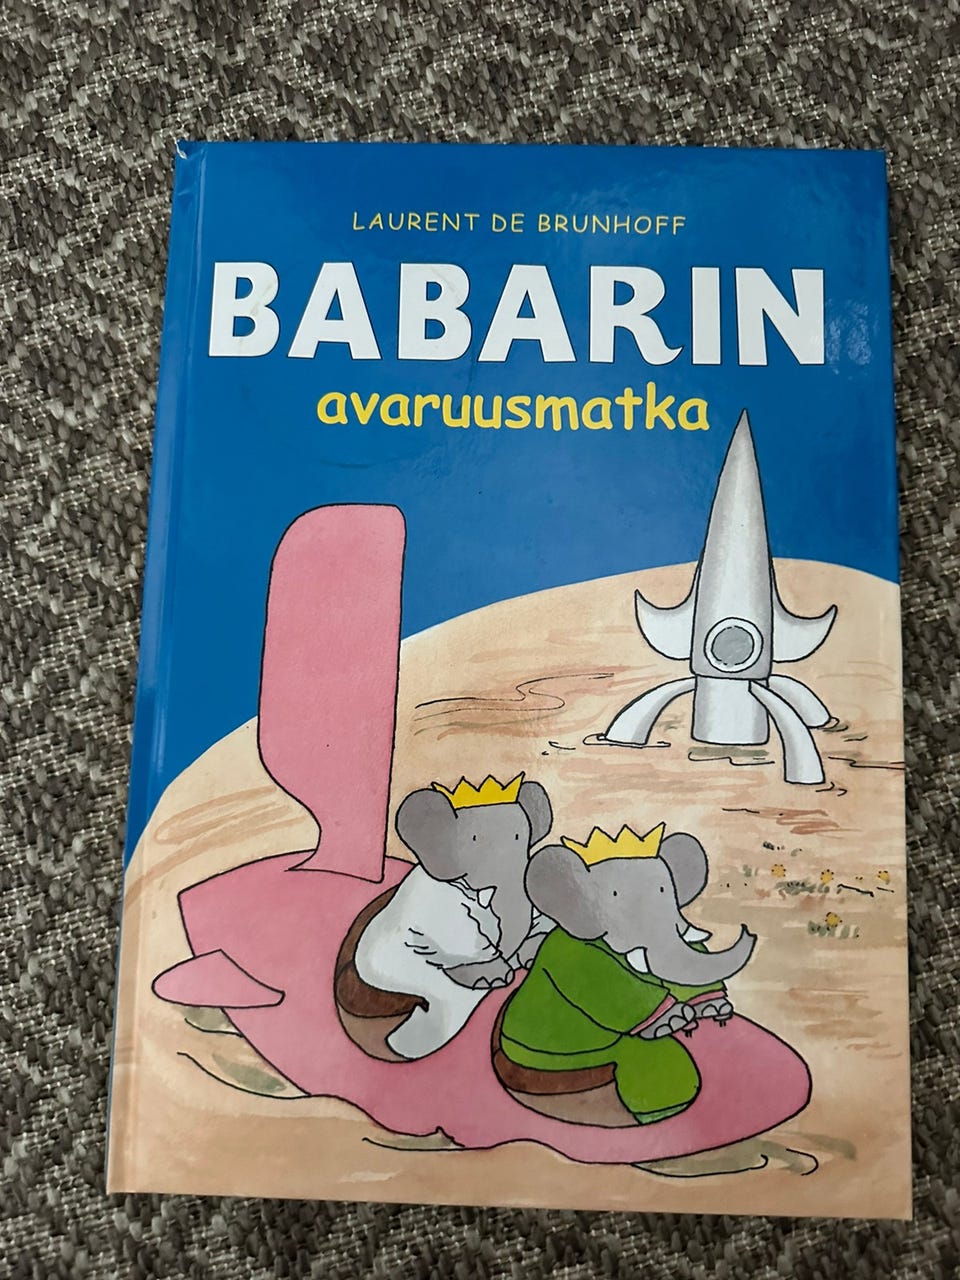 LAURENT DE BRUNHOFF
BABARIN
avaruusmatka